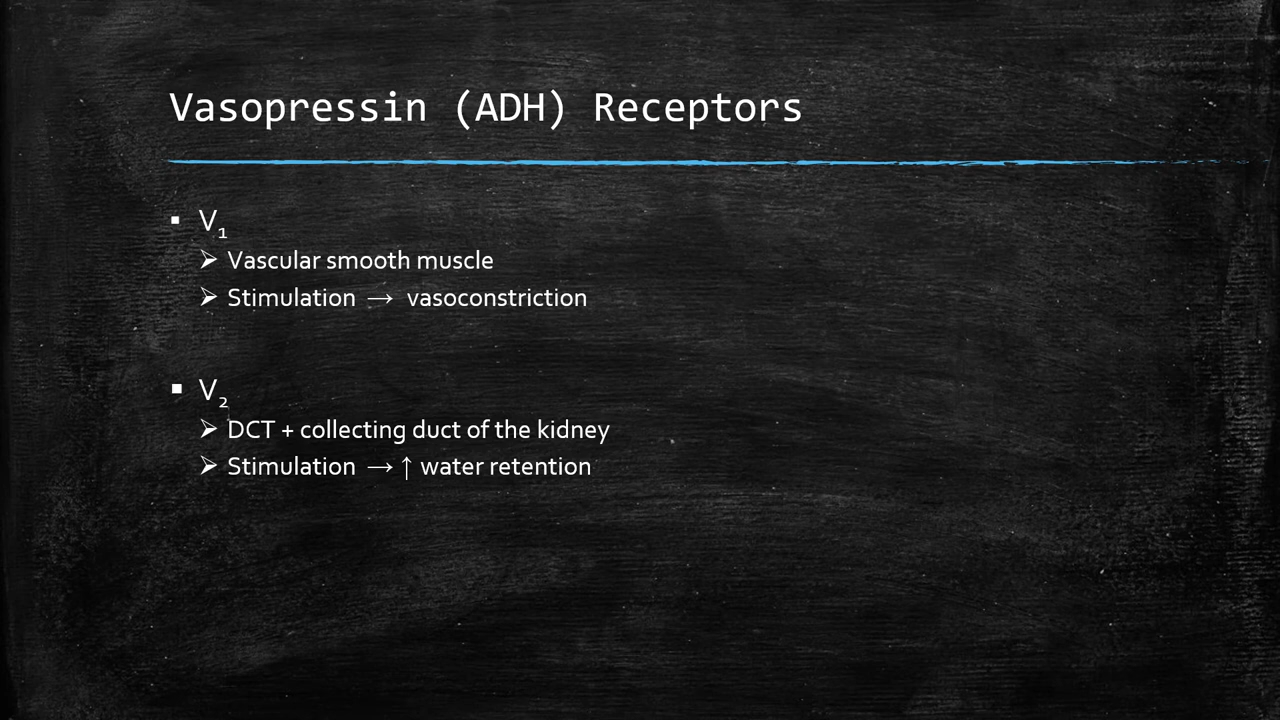 Vasopressin (ADH) Receptors
▪ V₁
➢ Vascular smooth muscle
➢ Stimulation → vasoconstriction
▪ V₂
➢ DCT + collecting duct of the kidney
➢ Stimulation → ↑ water retention